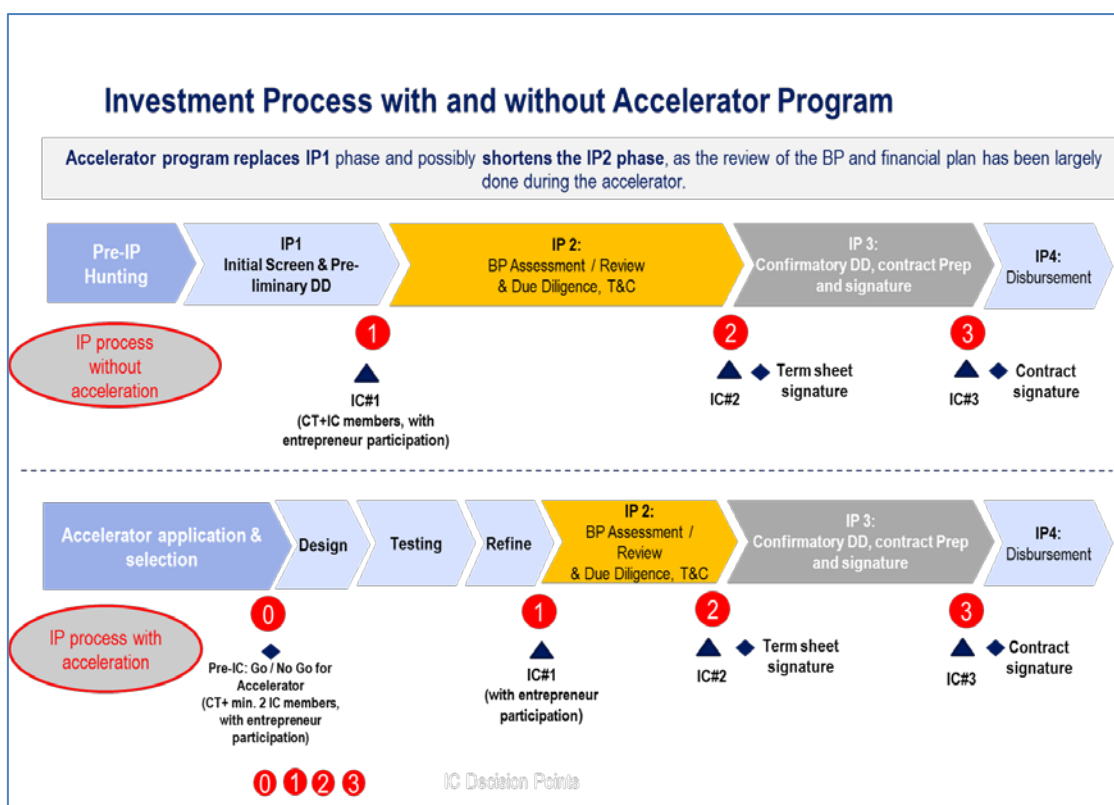 Investment Process with and without Accelerator Program
Accelerator program replaces IP1 phase and possibly shortens the IP2 phase, as the review of the BP and financial plan has been largely
done during the accelerator.
Pre-IP
Hunting
IP1
Initial Screen & Pre-
liminary DD
IP 2:
BP Assessment / Review
& Due Diligence, T&C
IP 3:
Confirmatory DD, contract Prep
and signature
IP4:
Disbursement
IP process
without
acceleration
1
IC#1
(CT+IC members, with
entrepreneur participation)
2
IC#2
Term sheet
signature
3
IC#3
Contract
signature
Accelerator application &
selection
Design
Testing
Refine
IP 2:
BP Assessment /
Review
& Due Diligence, T&C
IP 3:
Confirmatory DD, contract Prep
and signature
IP4:
Disbursement
IP process with
acceleration
0
Pre-IC: Go / No Go for
Accelerator
(CT+ min. 2 IC members,
with entrepreneur
participation)
1
IC#1
(with entrepreneur
participation)
2
IC#2
Term sheet
signature
3
IC#3
Contract
signature
0 1 2 3
IC Decision Points